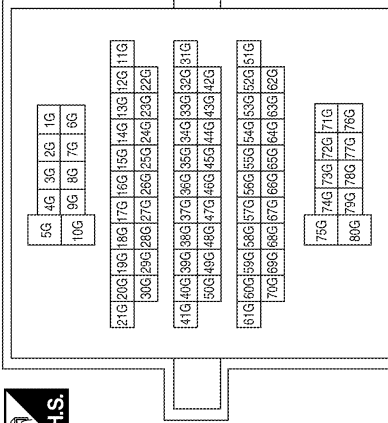 5G 4G 3G 2G 1G
10G 9G 8G 7G 6G
21G 20G 19G 18G 17G 16G 15G 14G 13G 12G 11G
30G 29G 28G 27G 26G 25G 24G 23G 22G
41G 40G 39G 38G 37G 36G 35G 34G 33G 32G 31G
50G 49G 48G 47G 46G 45G 44G 43G 42G
61G 60G 59G 58G 57G 56G 55G 54G 53G 52G 51G
70G 69G 68G 67G 66G 65G 64G 63G 62G
75G 74G 73G 72G 71G
80G 79G 78G 77G 76G
H.S.